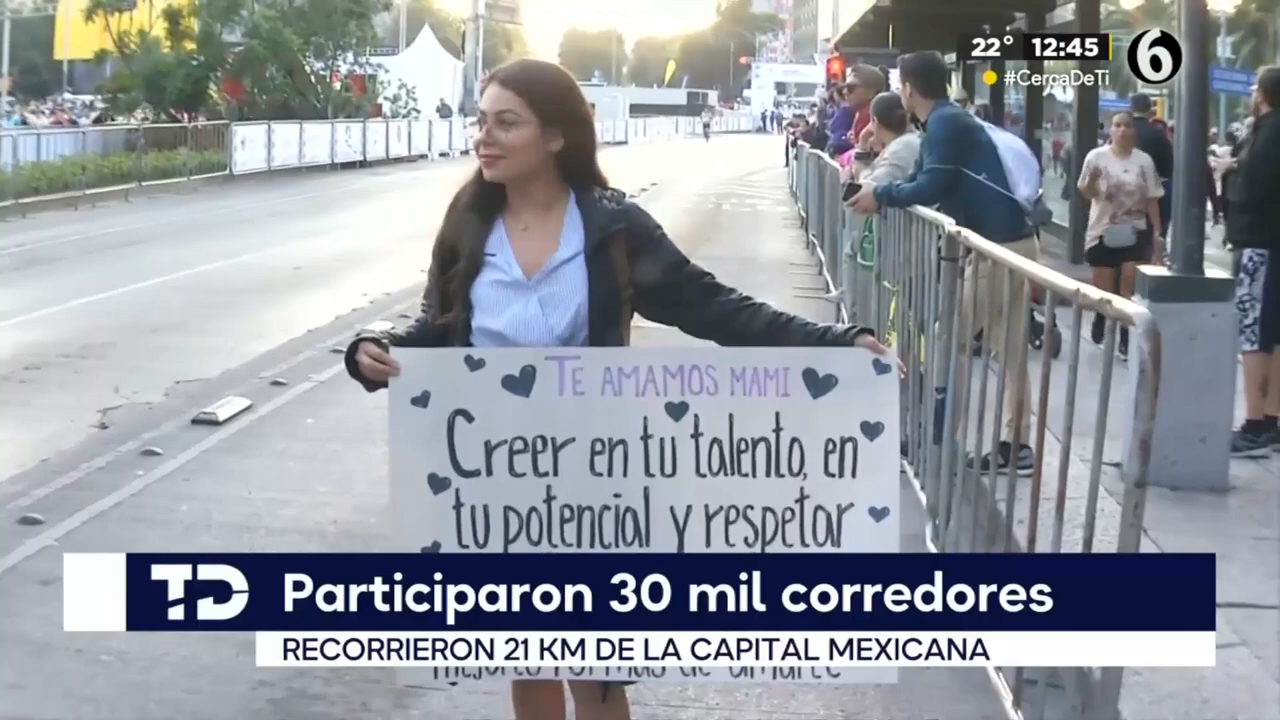 22° 12:45
6
#CercaDeTi
TE AMAMOS MAMI
Creer en tu talento, en
tu potencial y respetar
TD Participaron 30 mil corredores
RECORRIERON 21 KM DE LA CAPITAL MEXICANA